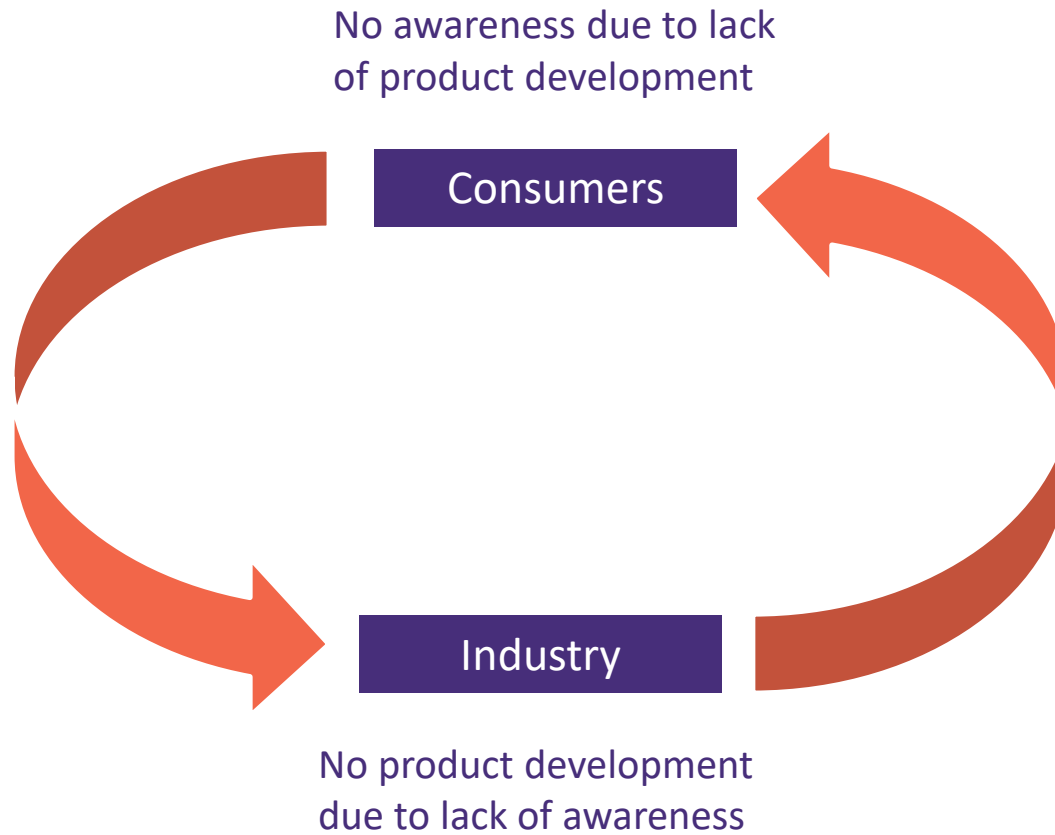 No awareness due to lack
of product development
Consumers
Industry
No product development
due to lack of awareness